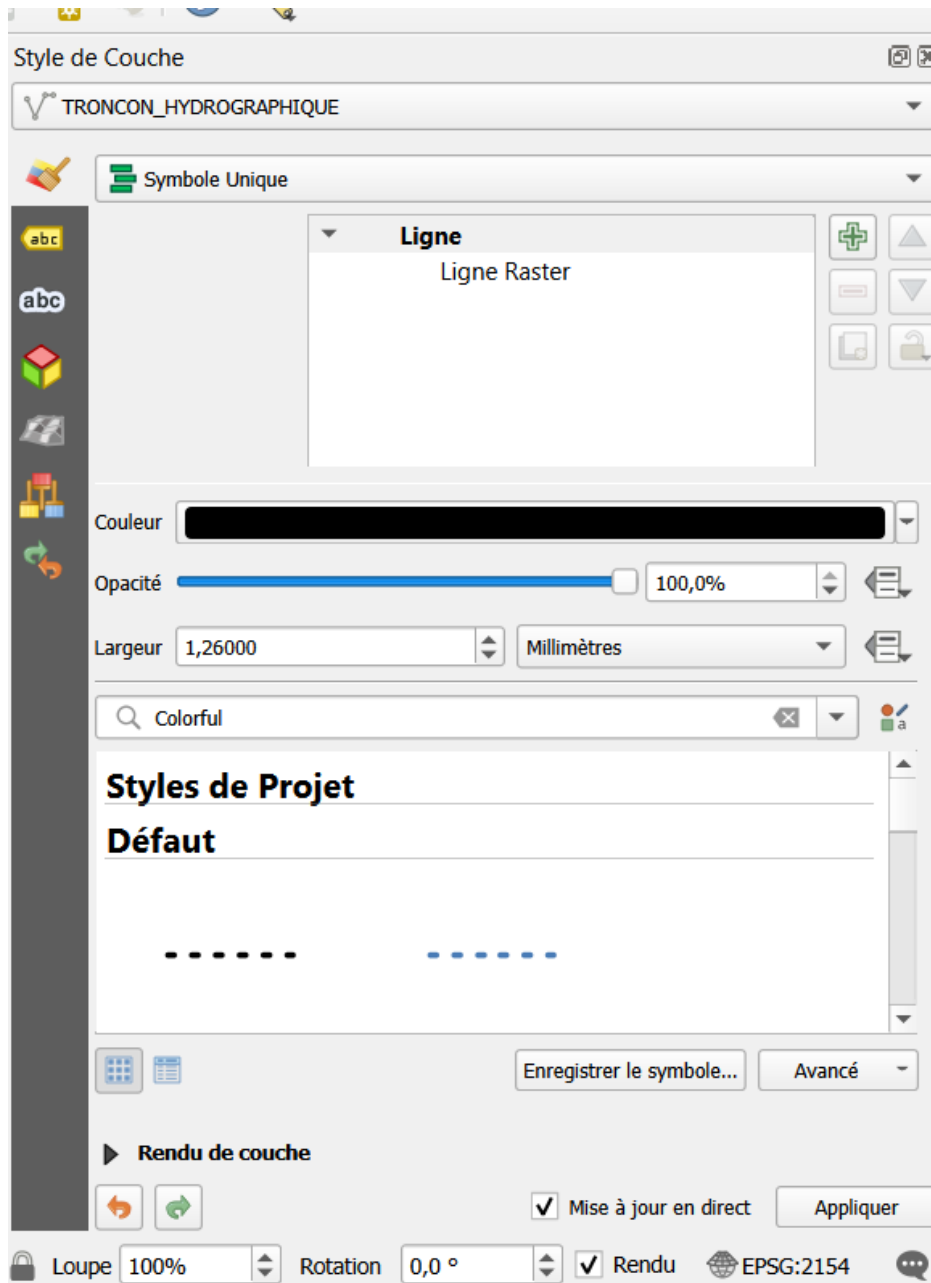 Style de Couche
TRONCON_HYDROGRAPHIQUE
Symbole Unique
abc
abc
Ligne
Ligne Raster
Couleur
Opacité 100,0%
Largeur 1,26000 Millimètres
Colorful
a
Styles de Projet
Défaut
Enregistrer le symbole... Avancé
Rendu de couche
Mise à jour en direct Appliquer
Loupe 100% Rotation 0,0 ° Rendu EPSG:2154